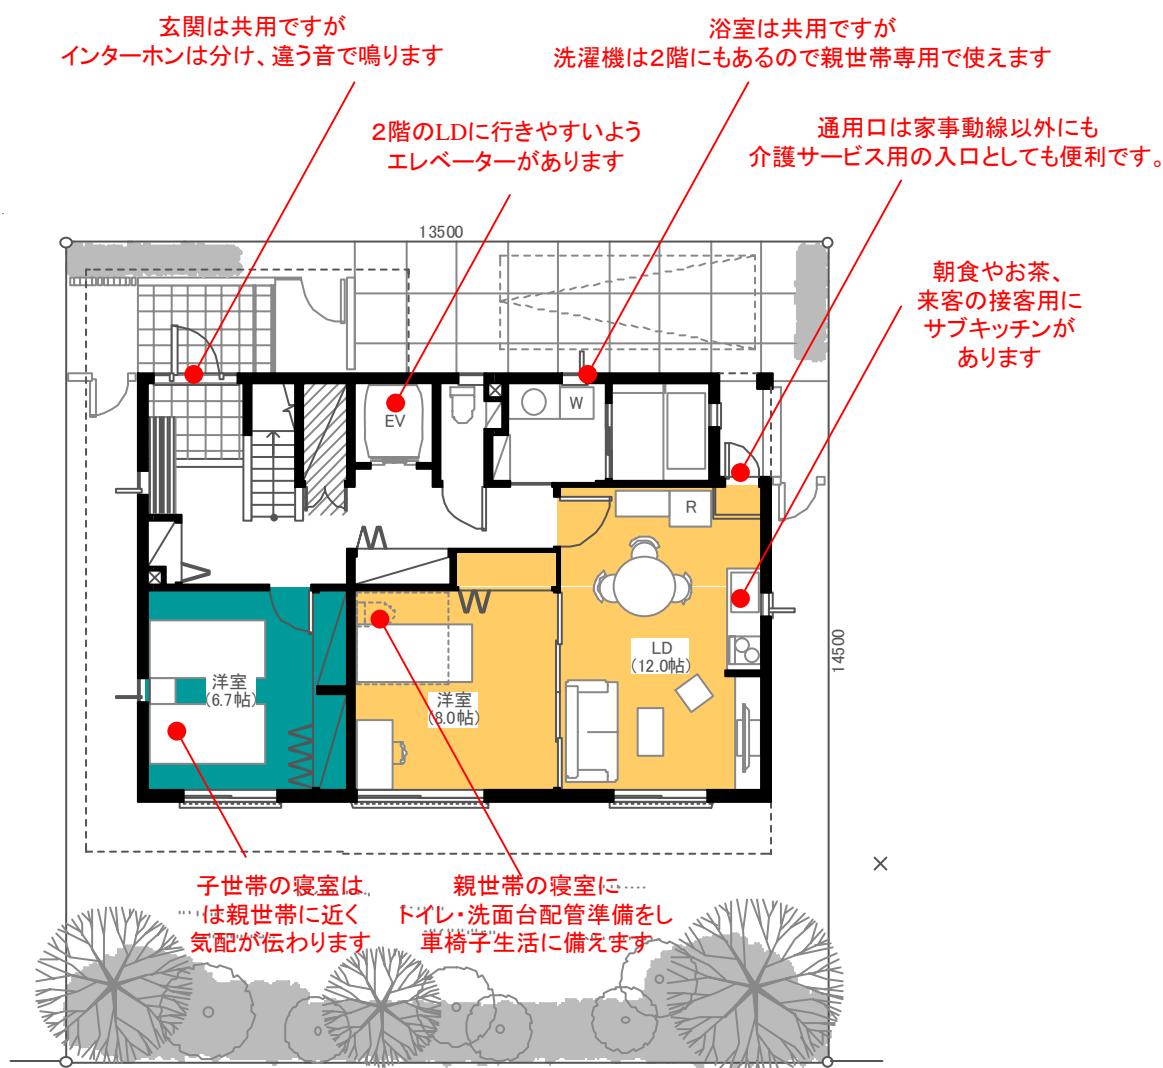 玄関は共用ですが
インターホンは分け、違う音で鳴ります
浴室は共用ですが
洗濯機は2階にもあるので親世帯専用で使えます
2階のLDに行きやすいよう
エレベーターがあります
通用口は家事動線以外にも
介護サービス用の入口としても便利です。
朝食やお茶、
来客の接客用に
サブキッチンが
あります
13500
EV
W
R
LD
(12.0帖)
14500
洋室
(6.7帖)
洋室
(8.0帖)
子世帯の寝室は
は親世帯に近く
気配が伝わります
親世帯の寝室に
トイレ・洗面台配管準備をし
車椅子生活に備えます